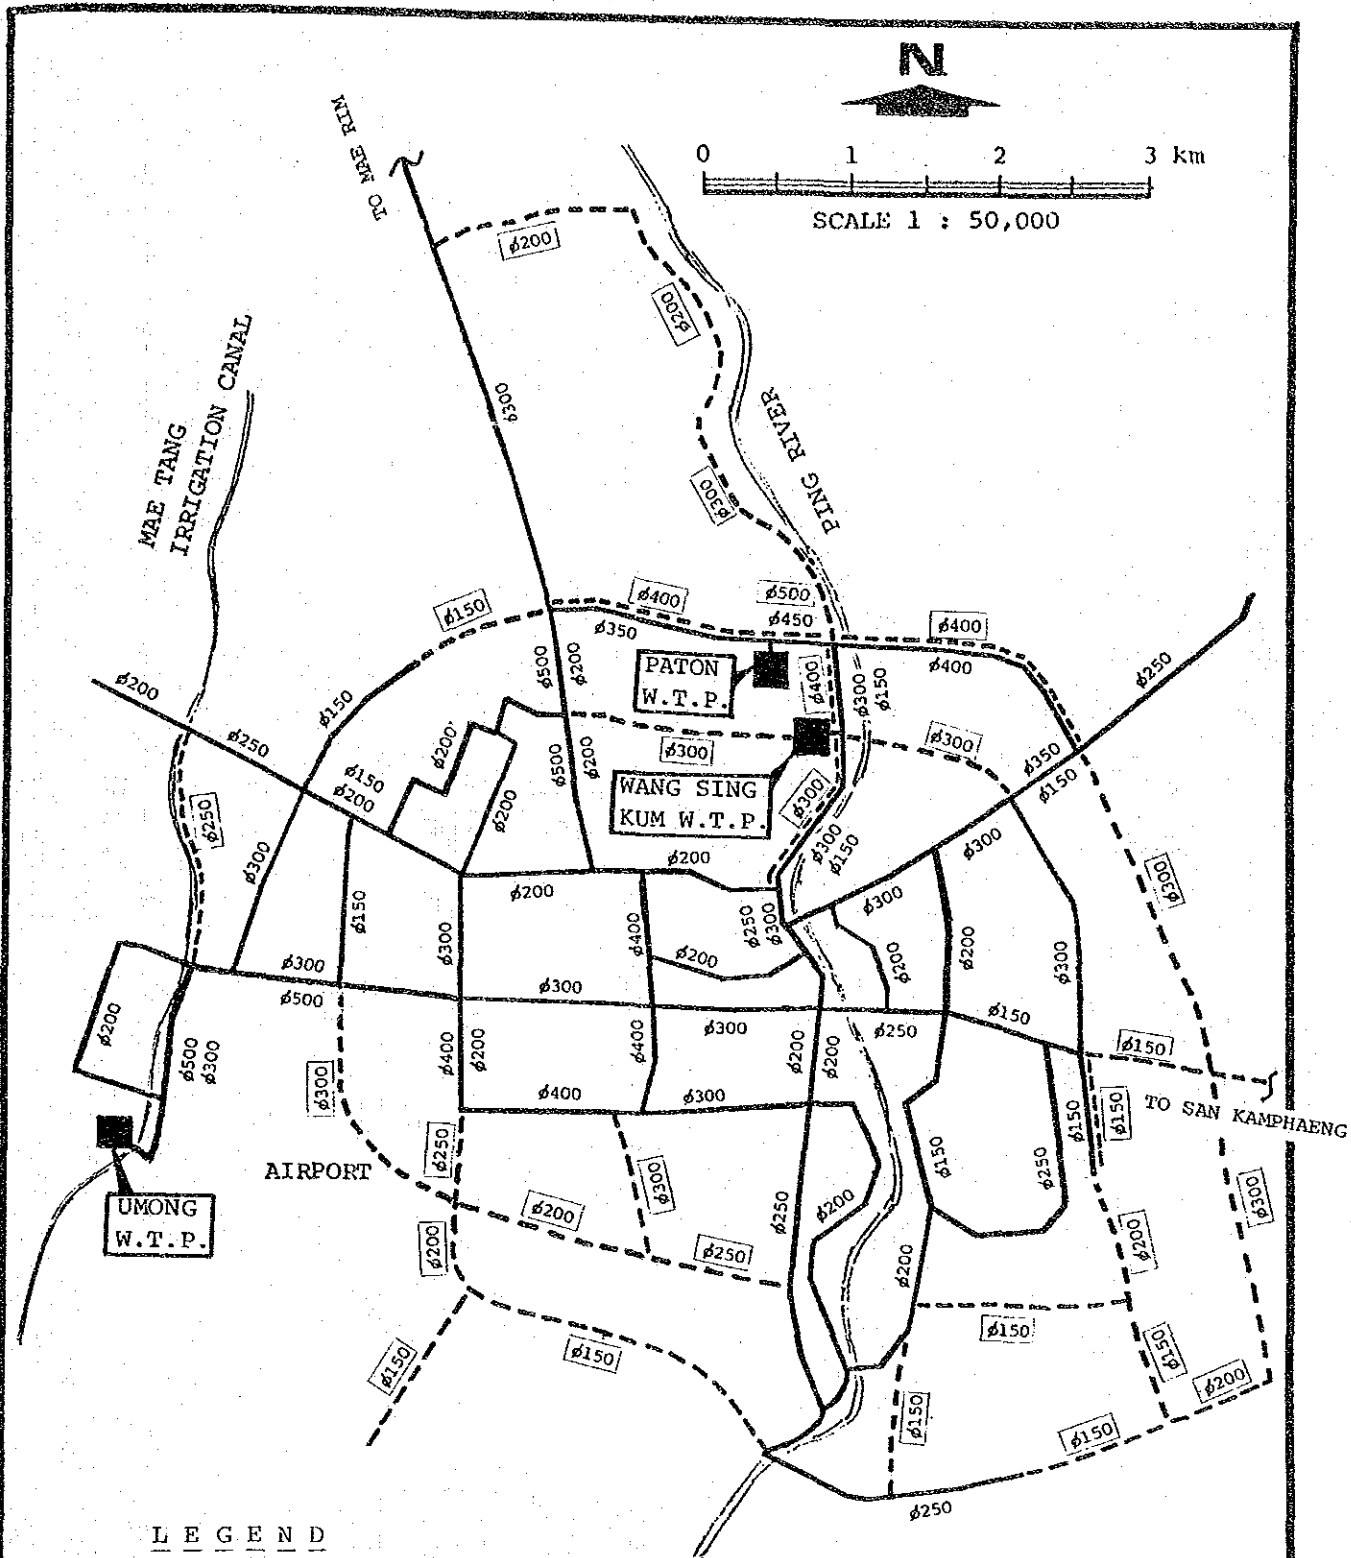 N
0 1 2 3 km
SCALE 1 : 50,000
TO MAE RIM
ø200
ø200
MAE TANG
IRRIGATION CANAL
ø300
PING RIVER
ø300
ø150
ø400
ø500
ø450
ø400
ø350
ø400
ø250
ø200
ø500
ø200
PATON
W.T.P.
ø400
ø300
ø150
ø150
ø250
ø200
ø300
ø300
ø350
ø150
ø150
ø200
ø500
ø200
WANG SING
KUM W.T.P.
ø300
ø250
ø200
ø300
ø150
ø300
ø300
ø200
ø300
ø150
ø200
ø300
ø300
ø300
ø400
ø250
ø300
ø200
ø200
ø200
ø300
ø300
ø500
ø300
ø300
ø250
ø150
ø200
ø500
ø300
ø400
ø200
ø400
ø200
ø200
ø150
ø300
ø400
ø300
ø150
ø150
TO SAN KAMPHAENG
AIRPORT
ø250
ø300
ø150
ø250
ø300
UMONG
W.T.P.
ø200
ø200
ø250
ø250
ø200
ø200
ø200
ø150
ø150
ø150
ø150
ø200
ø150
ø150
ø250
LEGEND